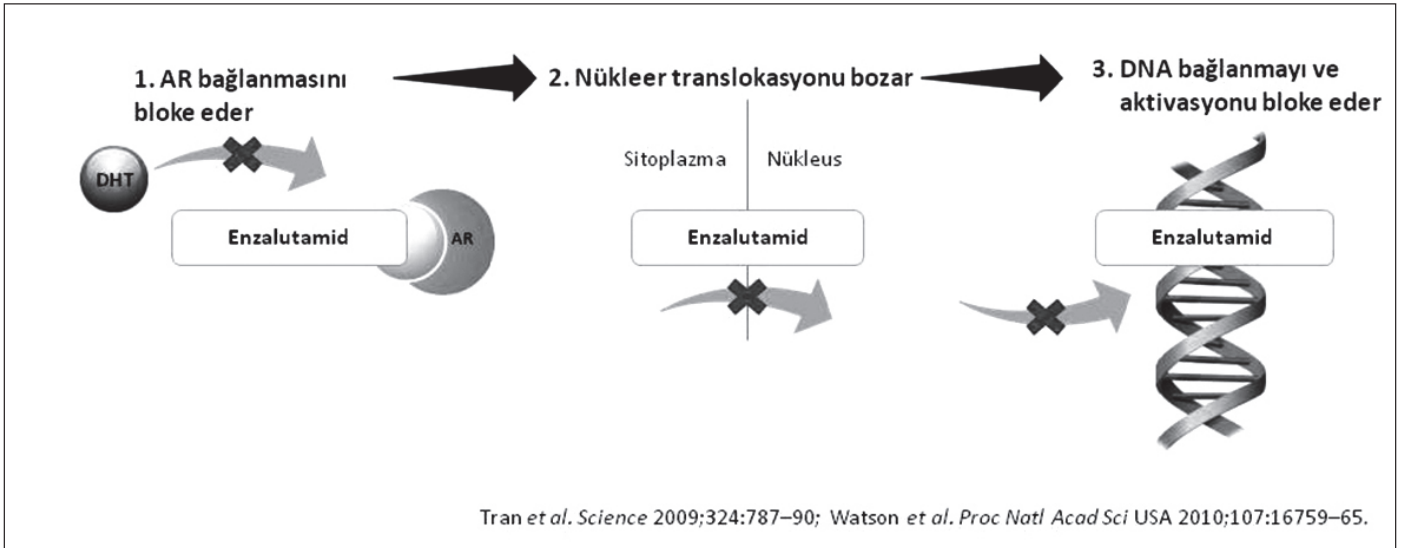 1. AR bağlanmasını
bloke eder
2. Nükleer translokasyonu bozar
3. DNA bağlanmayı ve
aktivasyonu bloke eder
DHT
Enzalutamid
AR
Sitoplazma
Nükleus
Enzalutamid
Enzalutamid
Tran et al. Science 2009;324:787–90; Watson et al. Proc Natl Acad Sci USA 2010;107:16759–65.